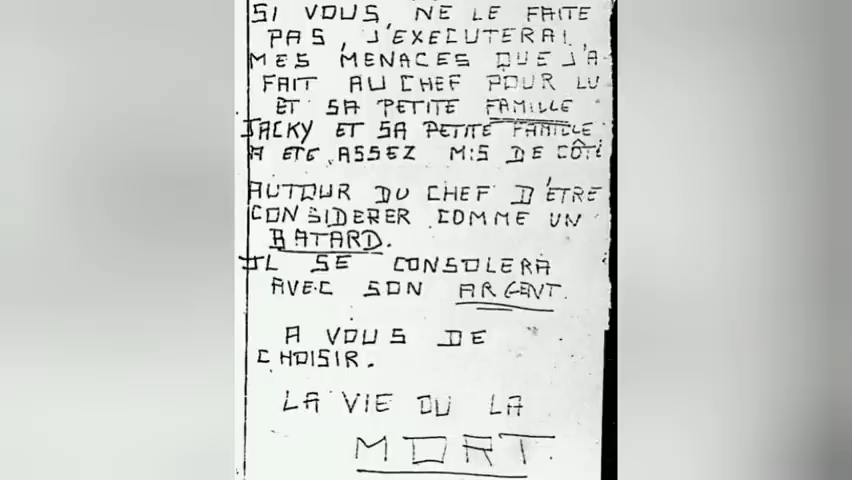 SI VOUS, NE LE FAITE
PAS, J'EXECUTERAI,
MES MENACES QUE J'A
FAIT AU CHEF POUR LU
ET SA PETITE FAMILLE
JACKY ET SA PETITE FAMILLE
A ETE ASSEZ MIS DE CÔTÉ
AUTOUR DU CHEF D'ÊTRE
CONSIDERER COMME UN
BATARD.
IL SE CONSOLERA
AVEC SON ARGENT.
A VOUS DE
CHOISIR.
LA VIE OU LA
MORT.